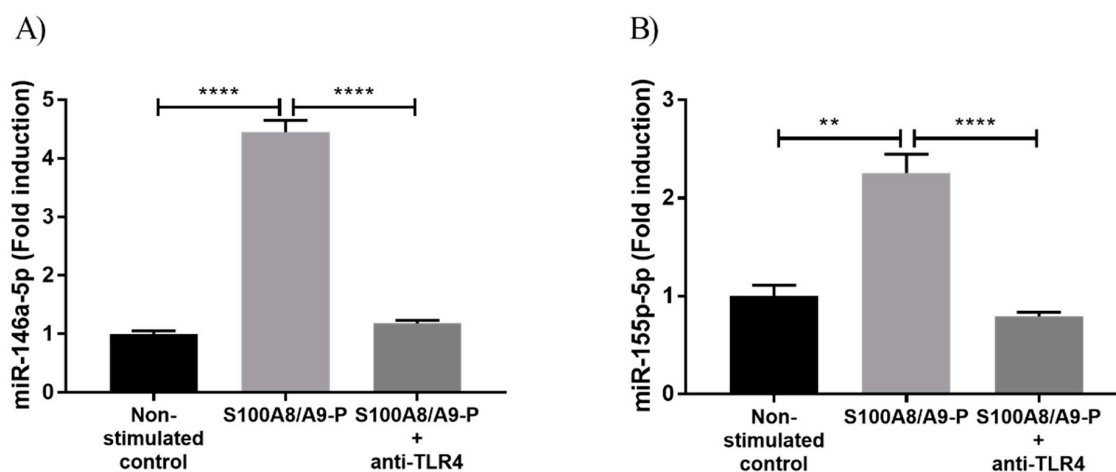 A)
miR-146a-5p (Fold induction)
5
4
3
2
1
0
****
****
Non-
stimulated
control
S100A8/A9-P
S100A8/A9-P
+
anti-TLR4
B)
miR-155p-5p (Fold induction)
3
2
1
0
**
****
Non-
stimulated
control
S100A8/A9-P
S100A8/A9-P
+
anti-TLR4